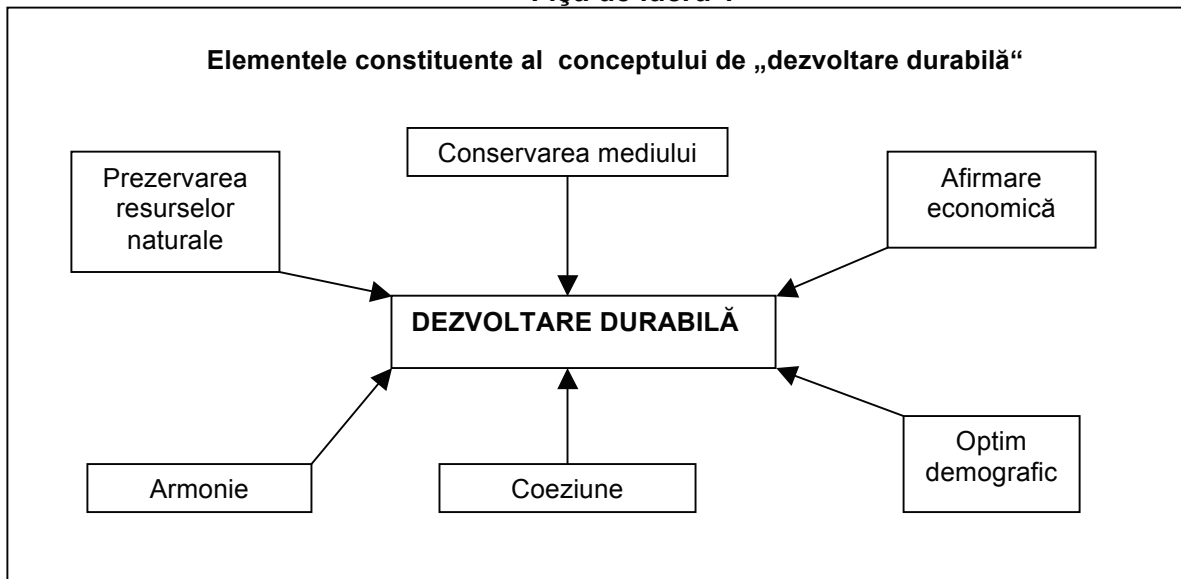 Elementele constituente al conceptului de „dezvoltare durabilă“
Conservarea mediului
Prezervarea
resurselor
naturale
Afirmare
economică
DEZVOLTARE DURABILĂ
Armonie
Coeziune
Optim
demografic